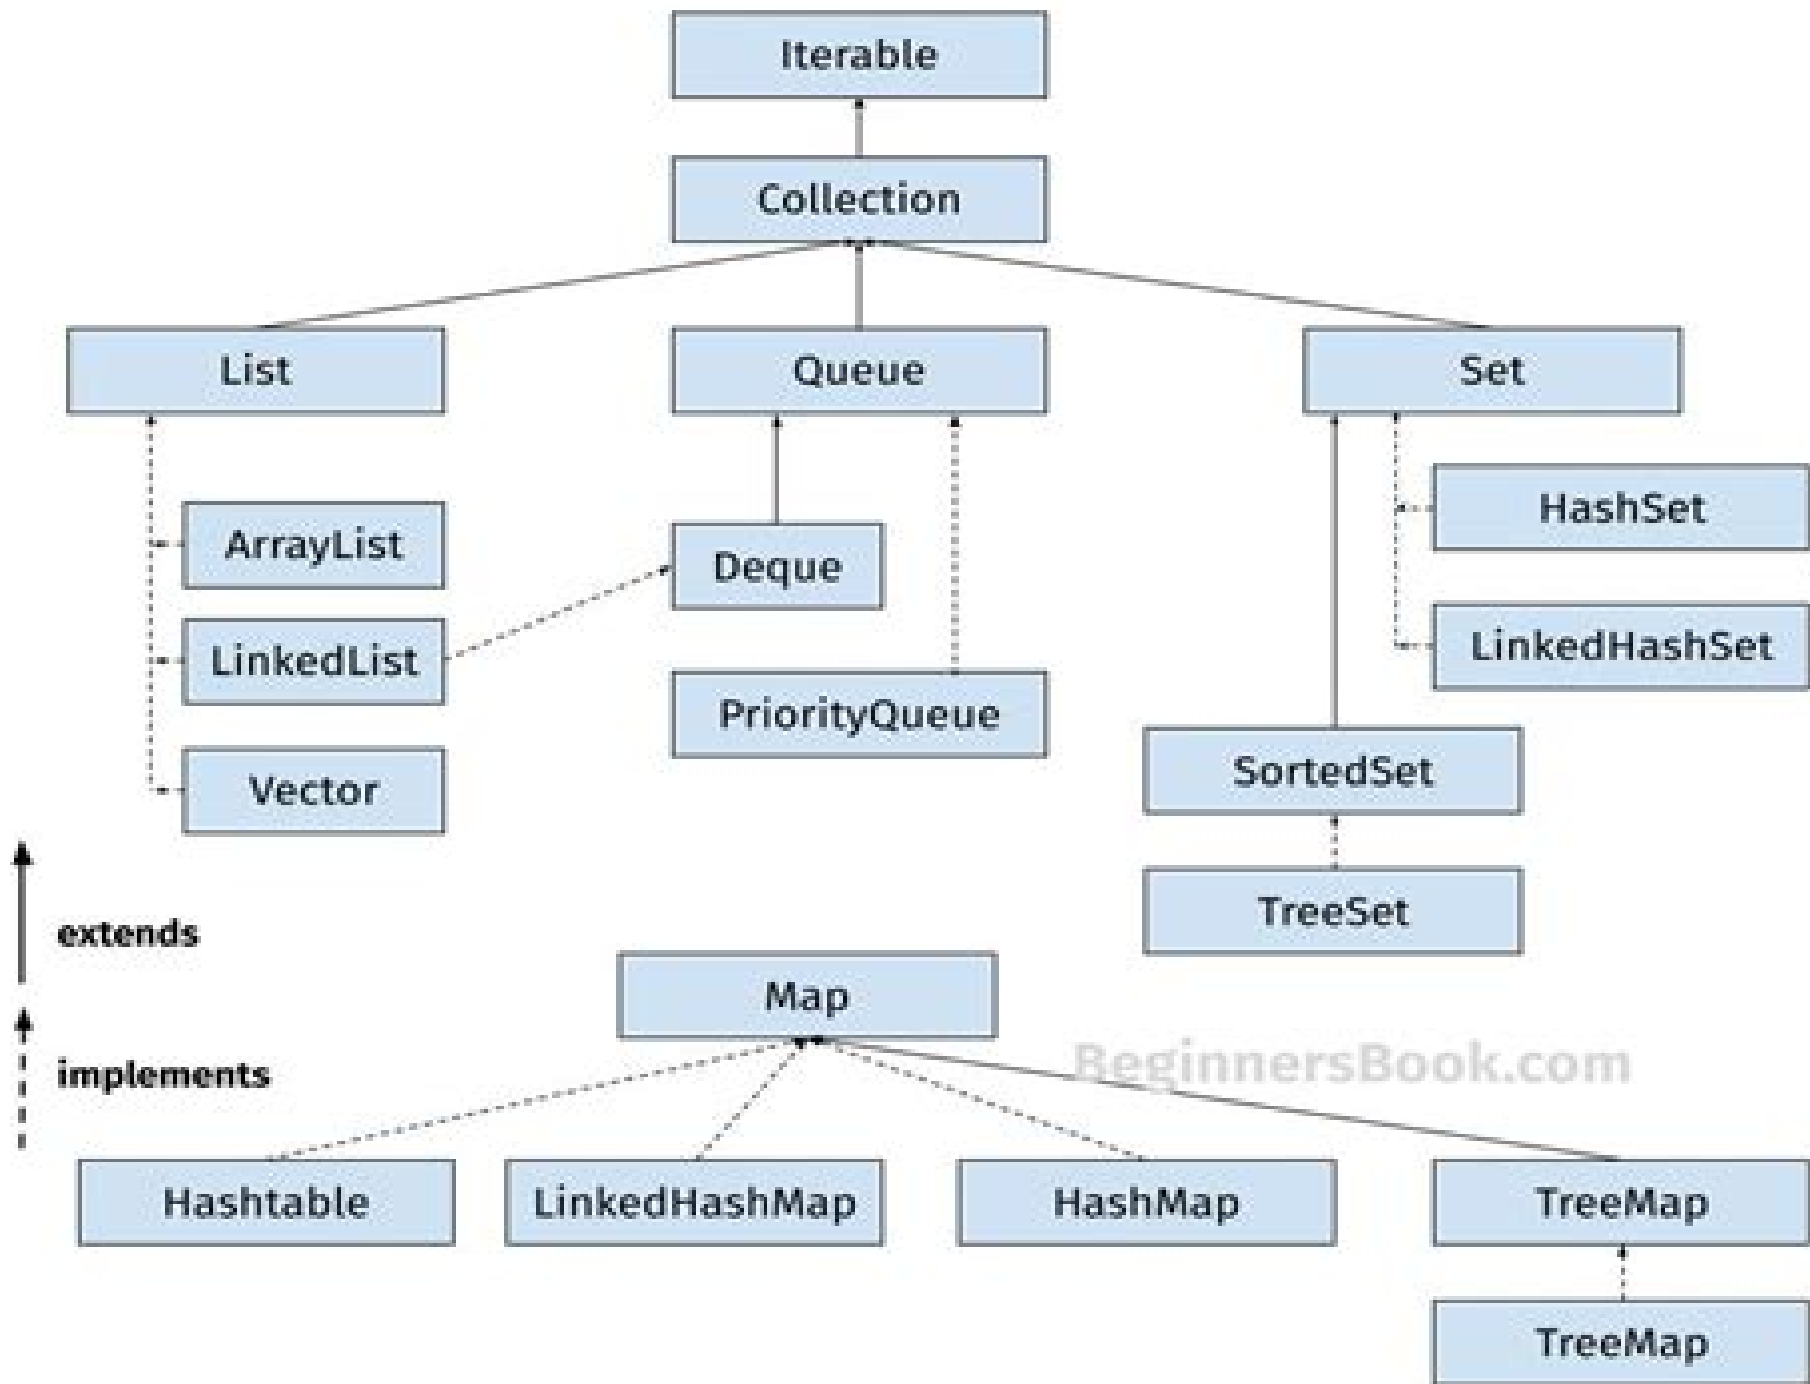 Iterable
Collection
List
Queue
Set
ArrayList
LinkedList
Vector
Deque
PriorityQueue
HashSet
LinkedHashSet
SortedSet
TreeSet
extends
implements
Map
BeginnersBook.com
Hashtable
LinkedHashMap
HashMap
TreeMap
TreeMap